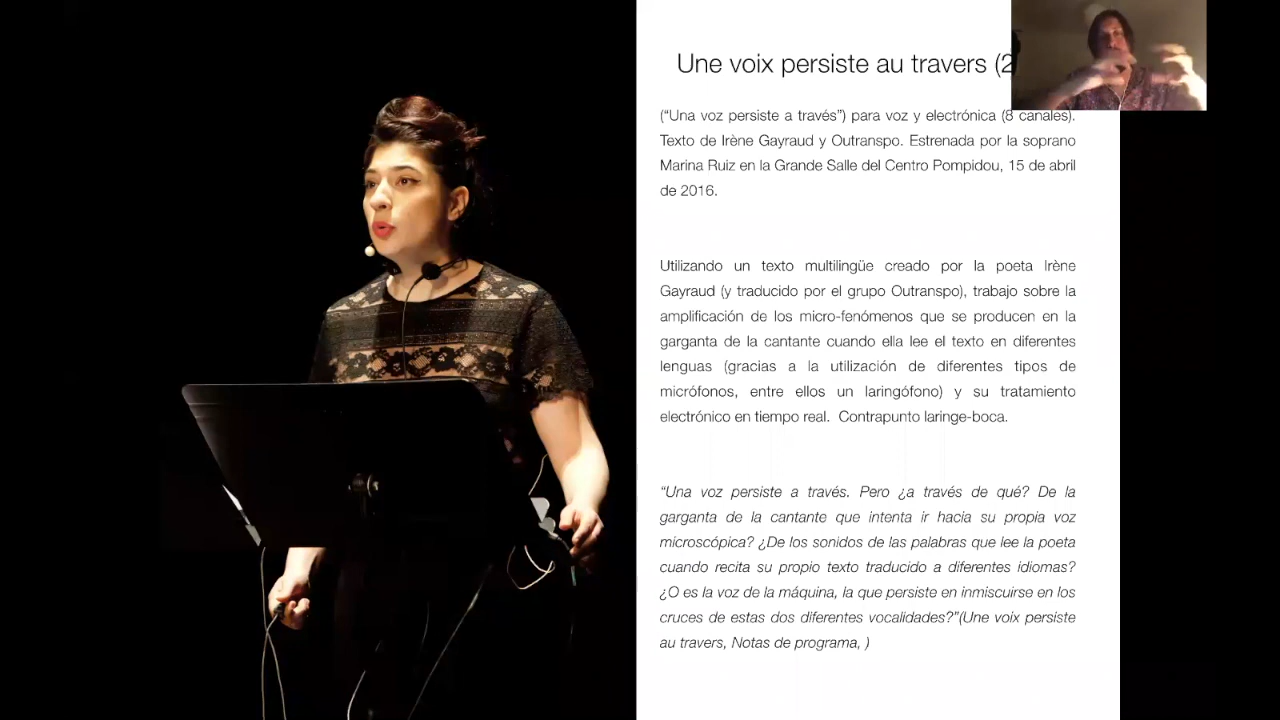 Une voix persiste au travers (2
(“Una voz persiste a través”) para voz y electrónica (8 canales).
Texto de Irène Gayraud y Outranspo. Estrenada por la soprano
Marina Ruiz en la Grande Salle del Centro Pompidou, 15 de abril
de 2016.
Utilizando un texto multilingüe creado por la poeta Irène
Gayraud (y traducido por el grupo Outranspo), trabajo sobre la
amplificación de los micro-fenómenos que se producen en la
garganta de la cantante cuando ella lee el texto en diferentes
lenguas (gracias a la utilización de diferentes tipos de
micrófonos, entre ellos un laringófono) y su tratamiento
electrónico en tiempo real. Contrapunto laringe-boca.
“Una voz persiste a través. Pero ¿a través de qué? De la
garganta de la cantante que intenta ir hacia su propia voz
microscópica? ¿De los sonidos de las palabras que lee la poeta
cuando recita su propio texto traducido a diferentes idiomas?
¿O es la voz de la máquina, la que persiste en inmiscuirse en los
cruces de estas dos diferentes vocalidades?”(Une voix persiste
au travers, Notas de programa, )